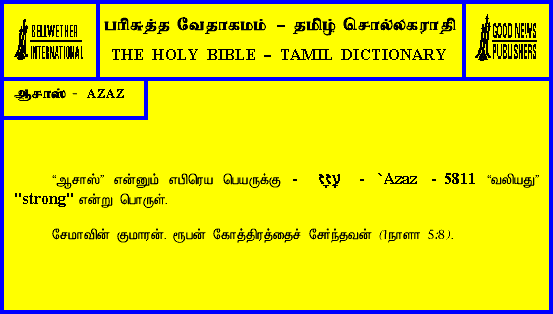 BELLWETHER
INTERNATIONAL
பரிசுத்த வேதாகமம் – தமிழ் சொல்லகராதி
THE HOLY BIBLE – TAMIL DICTIONARY
GOOD NEWS
PUBLISHERS
ஆசாஸ் - AZAZ
“ஆசாஸ்” என்னும் எபிரெய பெயருக்கு - עזז - `Azaz - 5811 “வலியது”
"strong" என்று பொருள்.
சேமாவின் குமாரன். ரூபன் கோத்திரத்தைச் சேர்ந்தவன் (1நாளா 5:8).